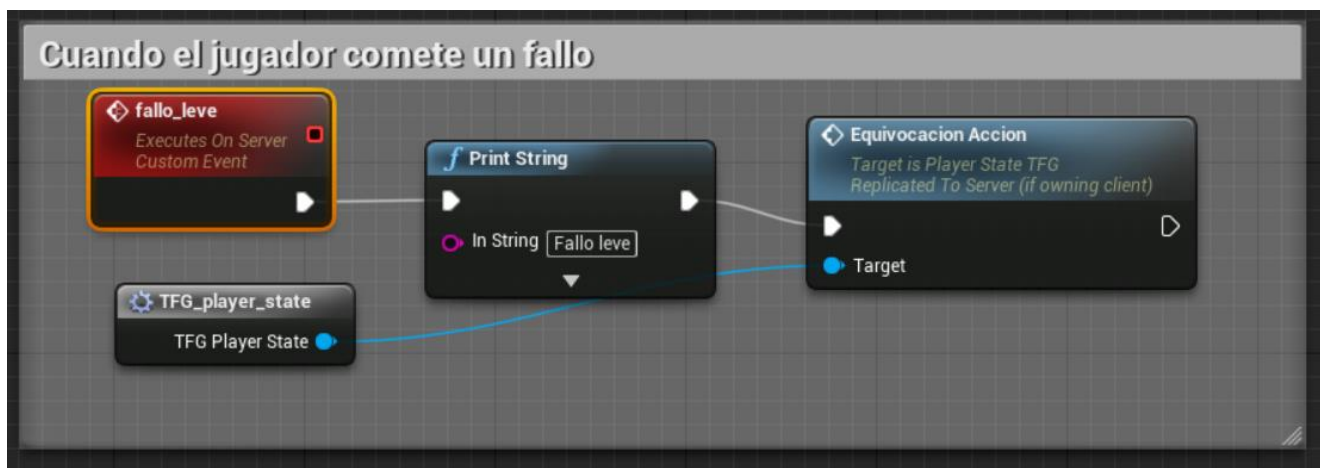 Cuando el jugador comete un fallo
fallo_leve
Executes On Server
Custom Event
f Print String
In String Fallo leve
Equivocacion Accion
Target is Player State TFG
Replicated To Server (if owning client)
Target
TFG_player_state
TFG Player State